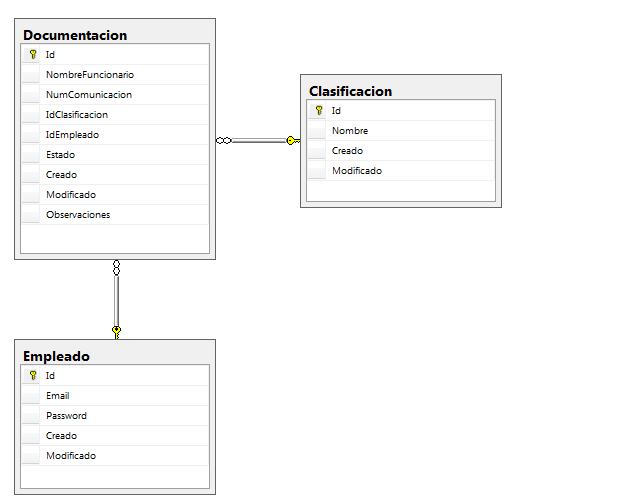 Documentacion
Id
NombreFuncionario
NumComunicacion
IdClasificacion
IdEmpleado
Estado
Creado
Modificado
Observaciones
Clasificacion
Id
Nombre
Creado
Modificado
Empleado
Id
Email
Password
Creado
Modificado